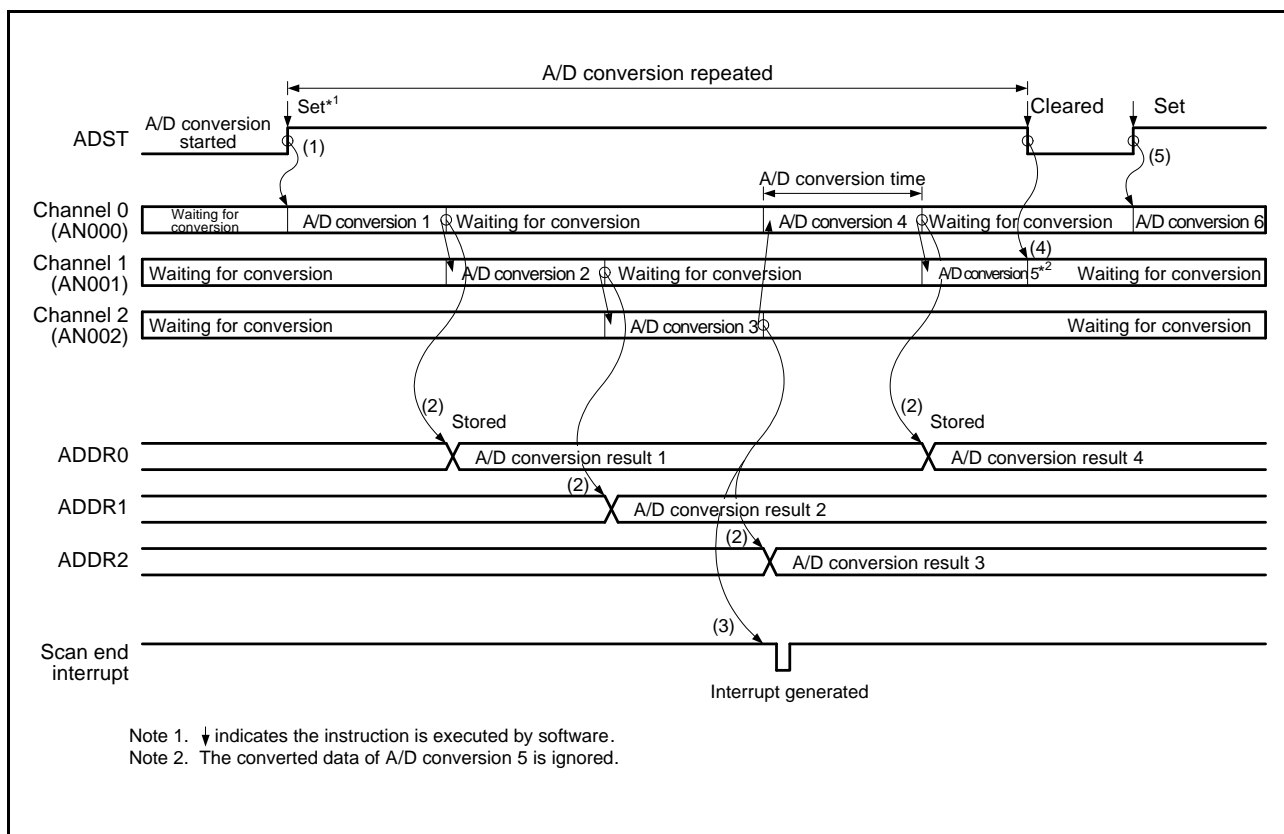 A/D conversion repeated
Set*1
Cleared
Set
ADST
A/D conversion
started
(1)
(5)
A/D conversion time
Channel 0
(AN000)
Waiting for
conversion
A/D conversion 1
Waiting for conversion
A/D conversion 4
Waiting for conversion
A/D conversion 6
(4)
Channel 1
(AN001)
Waiting for conversion
A/D conversion 2
Waiting for conversion
A/D conversion 5*2
Waiting for conversion
Channel 2
(AN002)
Waiting for conversion
A/D conversion 3
Waiting for conversion
(2)
Stored
(2)
Stored
ADDR0
A/D conversion result 1
A/D conversion result 4
ADDR1
(2)
A/D conversion result 2
ADDR2
(2)
A/D conversion result 3
Scan end
interrupt
(3)
Interrupt generated
Note 1. ↓ indicates the instruction is executed by software.
Note 2. The converted data of A/D conversion 5 is ignored.